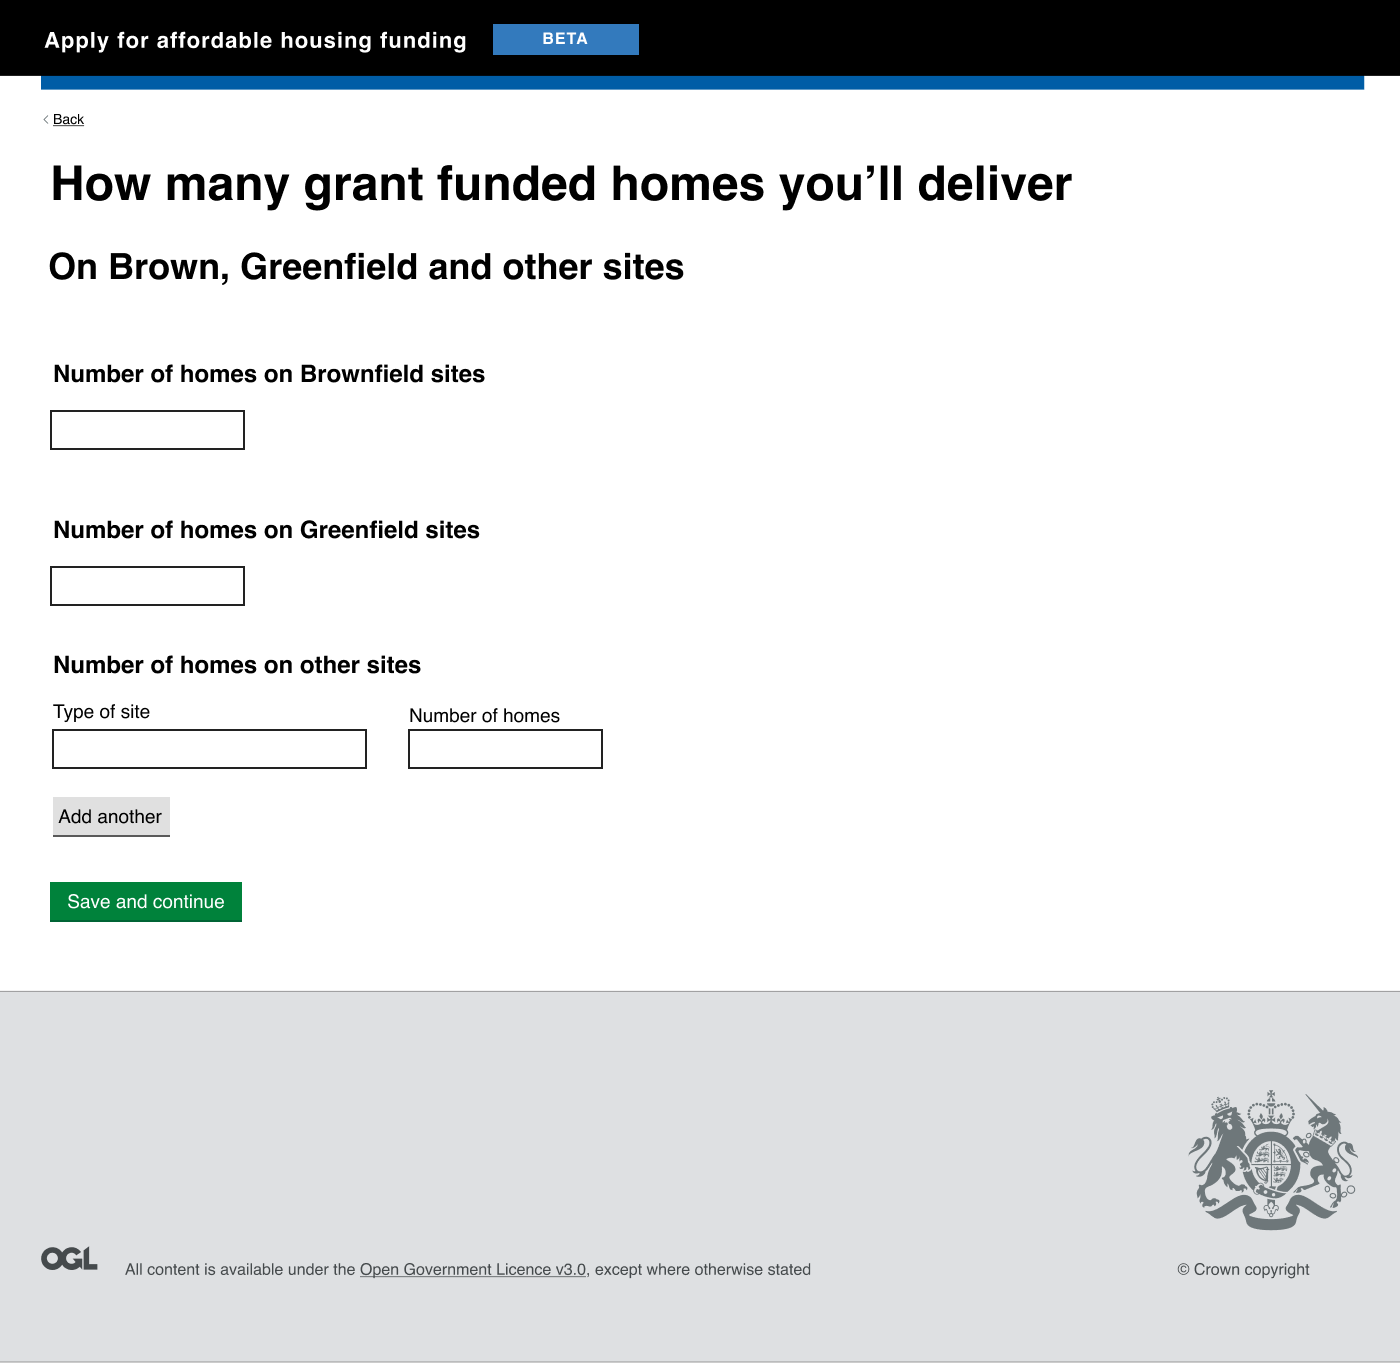 Apply for affordable housing funding BETA
< Back
How many grant funded homes you’ll deliver
On Brown, Greenfield and other sites
Number of homes on Brownfield sites
Number of homes on Greenfield sites
Number of homes on other sites
Type of site Number of homes
Add another
Save and continue
OGL All content is available under the Open Government Licence v3.0, except where otherwise stated © Crown copyright